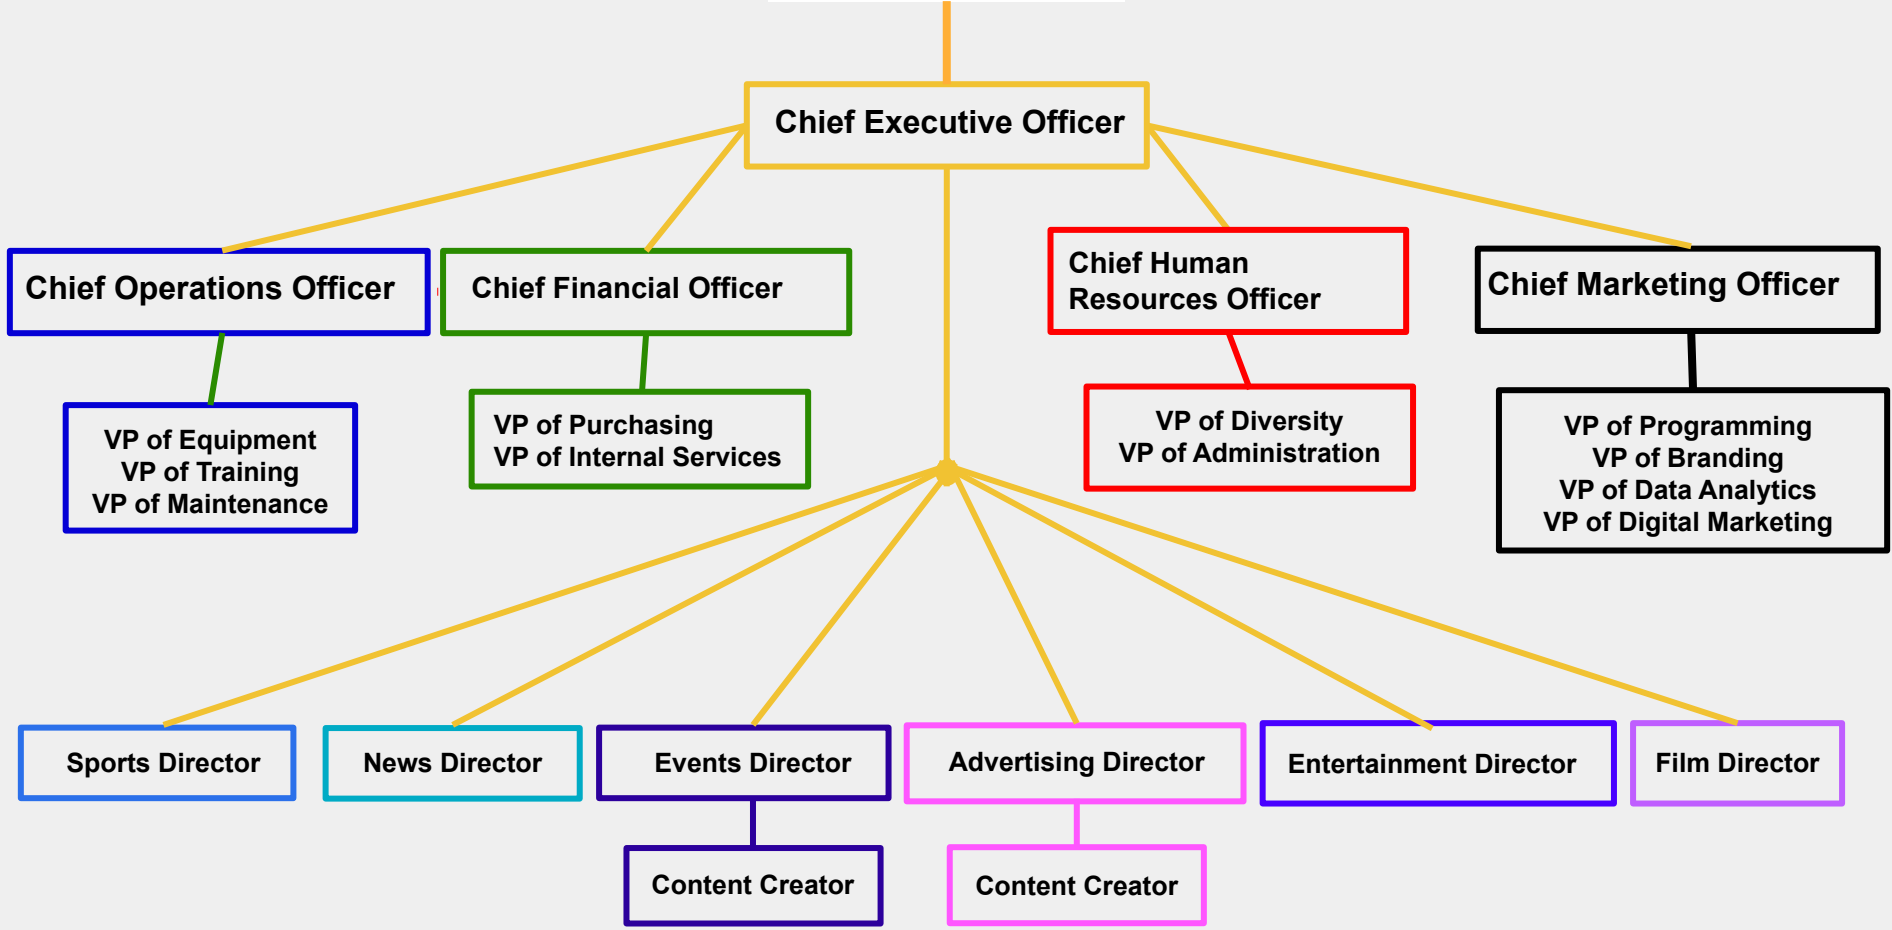 Chief Executive Officer
Chief Operations Officer
Chief Financial Officer
Chief Human
Resources Officer
Chief Marketing Officer
VP of Equipment
VP of Training
VP of Maintenance
VP of Purchasing
VP of Internal Services
VP of Diversity
VP of Administration
VP of Programming
VP of Branding
VP of Data Analytics
VP of Digital Marketing
Sports Director
News Director
Events Director
Advertising Director
Entertainment Director
Film Director
Content Creator
Content Creator